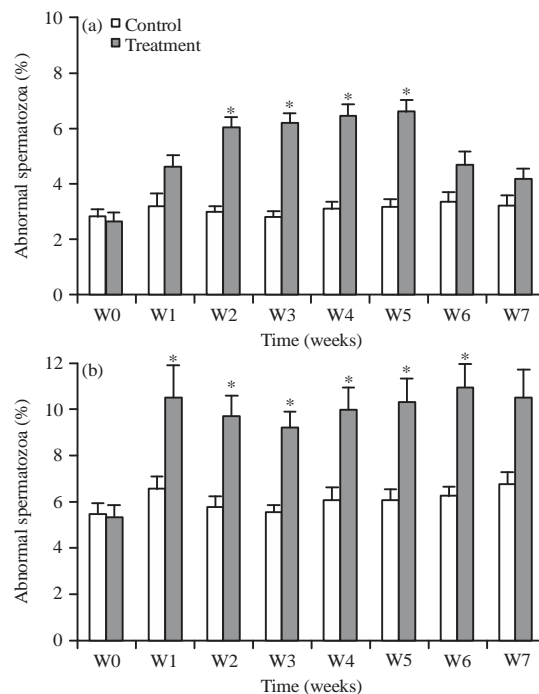 (a)
Control
Treatment
Abnormal spermatozoa (%)
10
8
6
4
2
0
* * * *
W0 W1 W2 W3 W4 W5 W6 W7
Time (weeks)
(b)
Abnormal spermatozoa (%)
12
10
8
6
4
2
0
* * * * * *
W0 W1 W2 W3 W4 W5 W6 W7
Time (weeks)